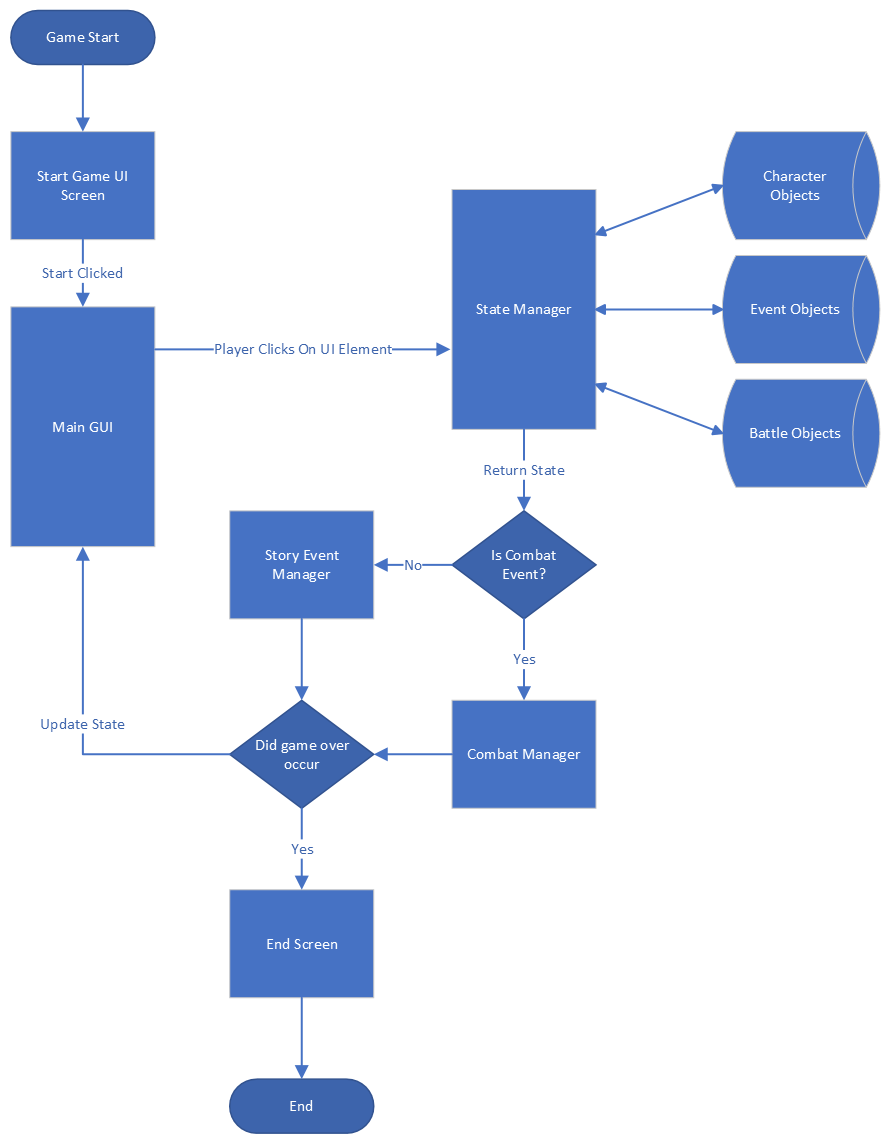 Game Start
Start Game UI
Screen
Start Clicked
Main GUI
Player Clicks On UI Element
State Manager
Character
Objects
Event Objects
Battle Objects
Return State
Is Combat
Event?
No
Story Event
Manager
Yes
Combat Manager
Did game over
occur
Update State
Yes
End Screen
End